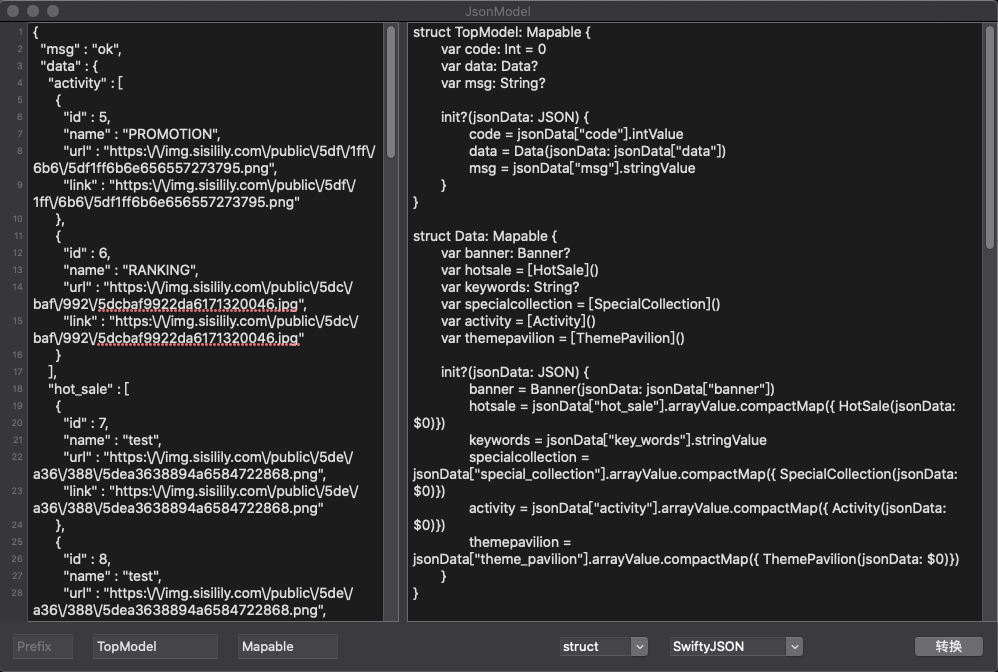 JsonModel
1 {
2 "msg" : "ok",
3 "data" : {
4 "activity" : [
5 {
6 "id" : 5,
7 "name" : "PROMOTION",
8 "url" : "https:\/\/img.sisilily.com\/public\/5df\/1ff\/
6b6\/5df1ff6b6e656557273795.png",
9 "link" : "https:\/\/img.sisilily.com\/public\/5df\/
1ff\/6b6\/5df1ff6b6e656557273795.png"
10 },
11 {
12 "id" : 6,
13 "name" : "RANKING",
14 "url" : "https:\/\/img.sisilily.com\/public\/5dc\/
baf\/992\/5dcbaf9922da6171320046.jpg",
15 "link" : "https:\/\/img.sisilily.com\/public\/5dc\/
baf\/992\/5dcbaf9922da6171320046.jpg"
16 }
17 ],
18 "hot_sale" : [
19 {
20 "id" : 7,
21 "name" : "test",
22 "url" : "https:\/\/img.sisilily.com\/public\/5de\/
a36\/388\/5dea3638894a6584722868.png",
23 "link" : "https:\/\/img.sisilily.com\/public\/5de\/
a36\/388\/5dea3638894a6584722868.png"
24 },
25 {
26 "id" : 8,
27 "name" : "test",
28 "url" : "https:\/\/img.sisilily.com\/public\/5de\/
a36\/388\/5dea3638894a6584722868.png",
struct TopModel: Mapable {
var code: Int = 0
var data: Data?
var msg: String?
init?(jsonData: JSON) {
code = jsonData["code"].intValue
data = Data(jsonData: jsonData["data"])
msg = jsonData["msg"].stringValue
}
}
struct Data: Mapable {
var banner: Banner?
var hotsale = [HotSale]()
var keywords: String?
var specialcollection = [SpecialCollection]()
var activity = [Activity]()
var themepavilion = [ThemePavilion]()
init?(jsonData: JSON) {
banner = Banner(jsonData: jsonData["banner"])
hotsale = jsonData["hot_sale"].arrayValue.compactMap({ HotSale(jsonData:
$0)})
keywords = jsonData["key_words"].stringValue
specialcollection =
jsonData["special_collection"].arrayValue.compactMap({ SpecialCollection(jsonData:
$0)})
activity = jsonData["activity"].arrayValue.compactMap({ Activity(jsonData:
$0)})
themepavilion =
jsonData["theme_pavilion"].arrayValue.compactMap({ ThemePavilion(jsonData: $0)})
}
}
Prefix TopModel Mapable struct SwiftyJSON 转换